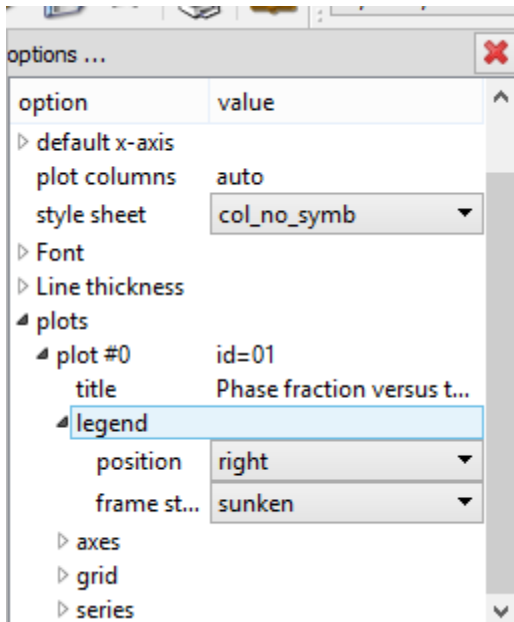 options ...
option value
default x-axis
plot columns auto
style sheet col_no_symb
Font
Line thickness
plots
plot #0 id=01
title Phase fraction versus t...
legend
position right
frame st... sunken
axes
grid
series